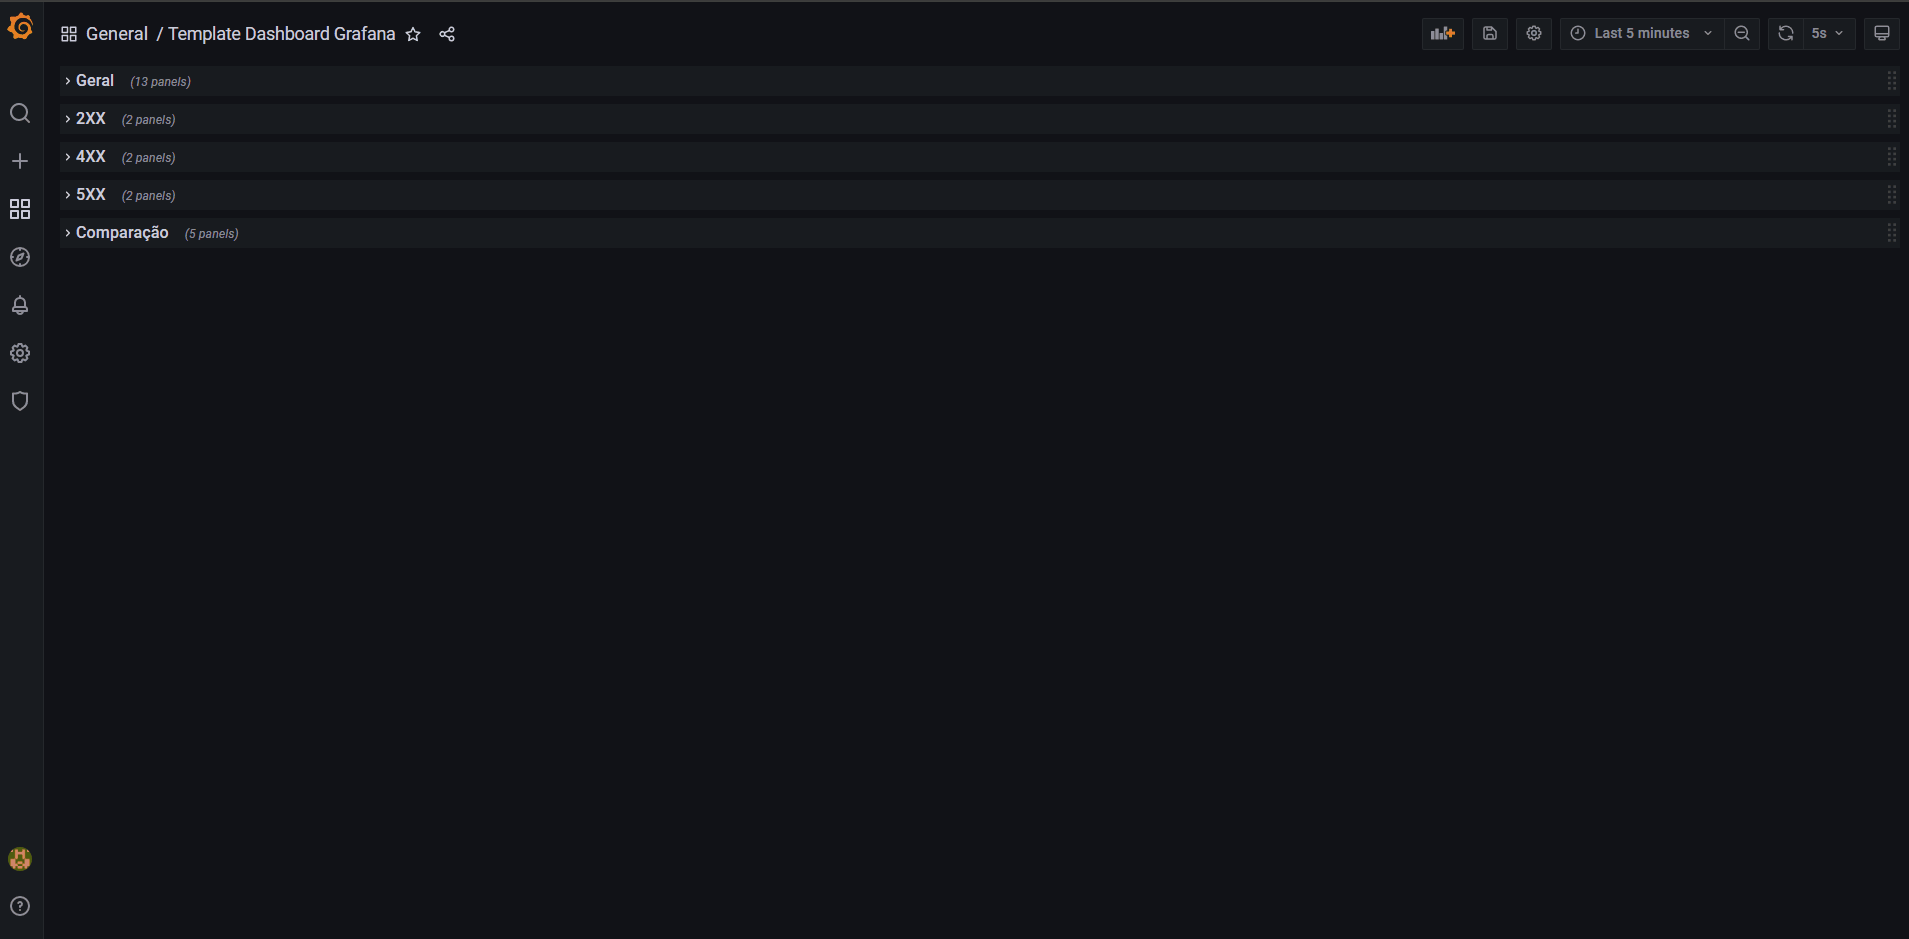 General / Template Dashboard Grafana
Last 5 minutes
5s
Geral (13 panels)
2XX (2 panels)
4XX (2 panels)
5XX (2 panels)
Comparação (5 panels)